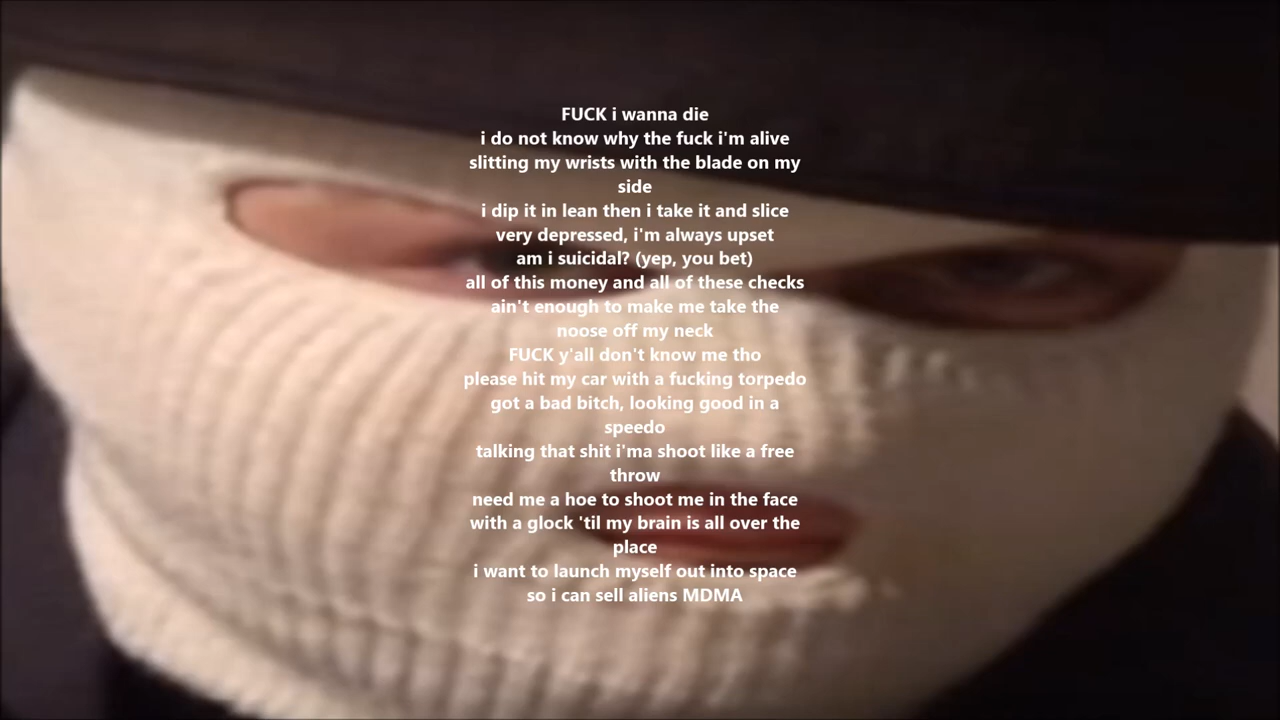 FUCK i wanna die
i do not know why the fuck i'm alive
slitting my wrists with the blade on my
side
i dip it in lean then i take it and slice
very depressed, i'm always upset
am i suicidal? (yep, you bet)
all of this money and all of these checks
ain't enough to make me take the
noose off my neck
FUCK y'all don't know me tho
please hit my car with a fucking torpedo
got a bad bitch, looking good in a
speedo
talking that shit i'ma shoot like a free
throw
need me a hoe to shoot me in the face
with a glock 'til my brain is all over the
place
i want to launch myself out into space
so i can sell aliens MDMA